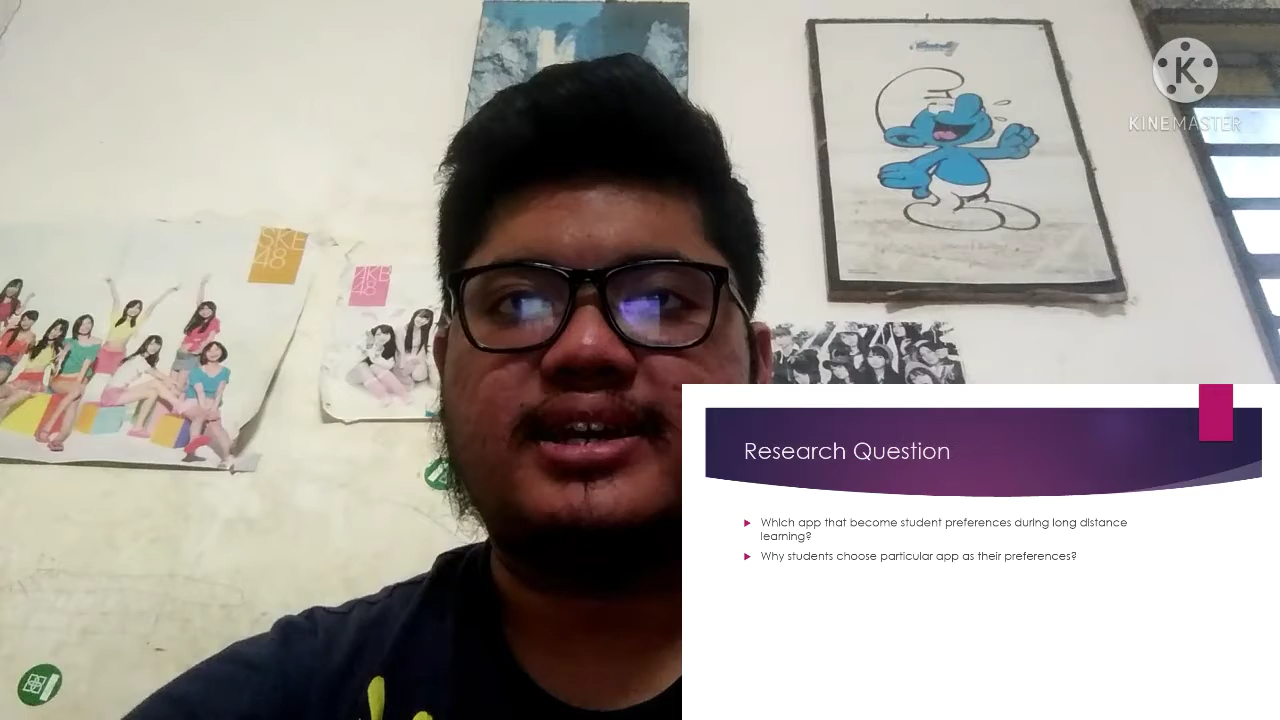 SKE
48
AKB
48
K
KINEMASTER
Research Question
Which app that become student preferences during long distance
learning?
Why students choose particular app as their preferences?